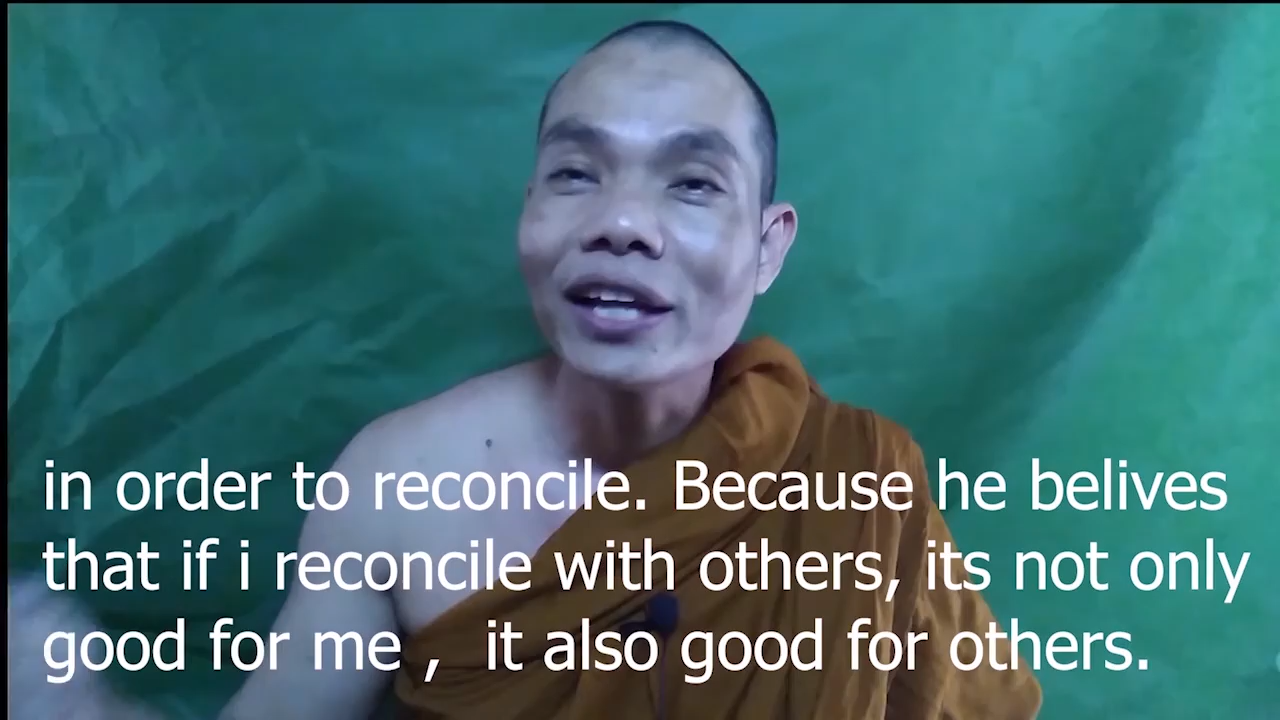 in order to reconcile. Because he belives
that if i reconcile with others, its not only
good for me ,  it also good for others.